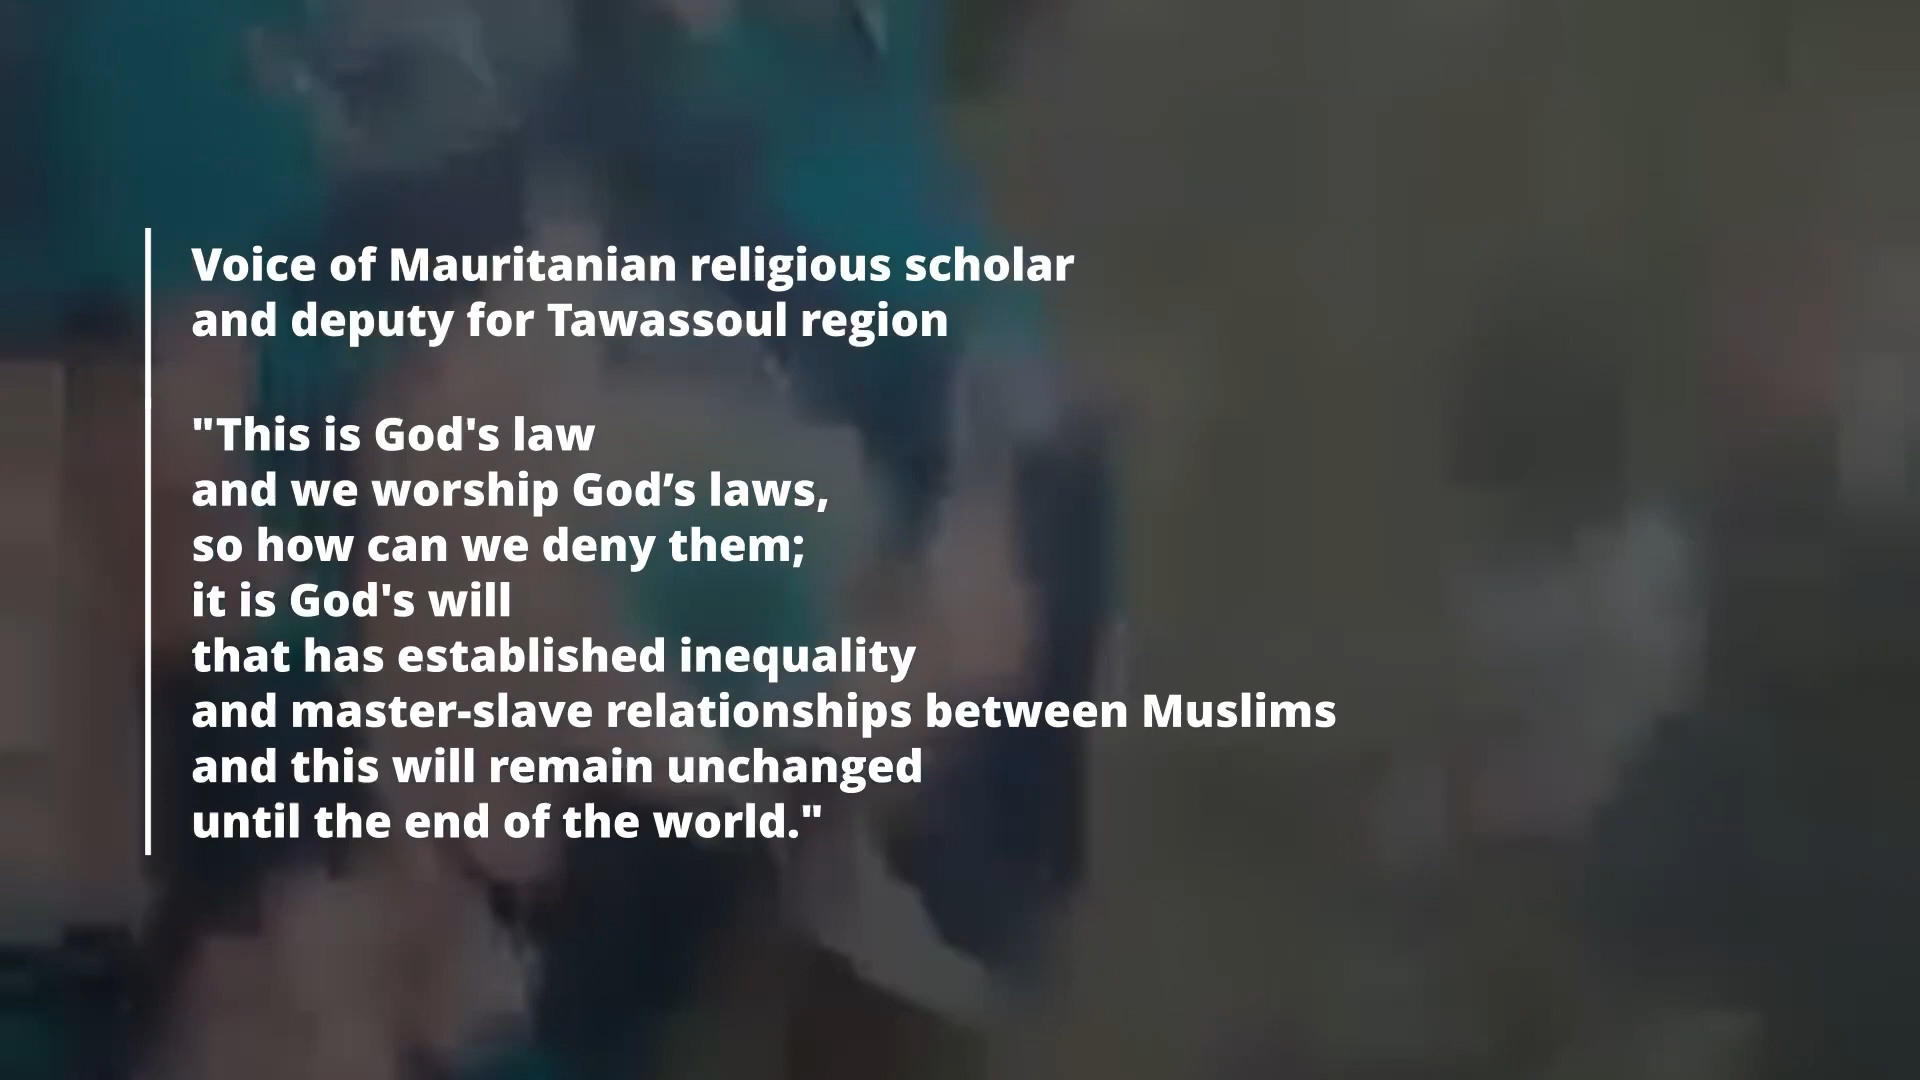 Voice of Mauritanian religious scholar
and deputy for Tawassoul region
"This is God's law
and we worship God’s laws,
so how can we deny them;
it is God's will
that has established inequality
and master-slave relationships between Muslims
and this will remain unchanged
until the end of the world."